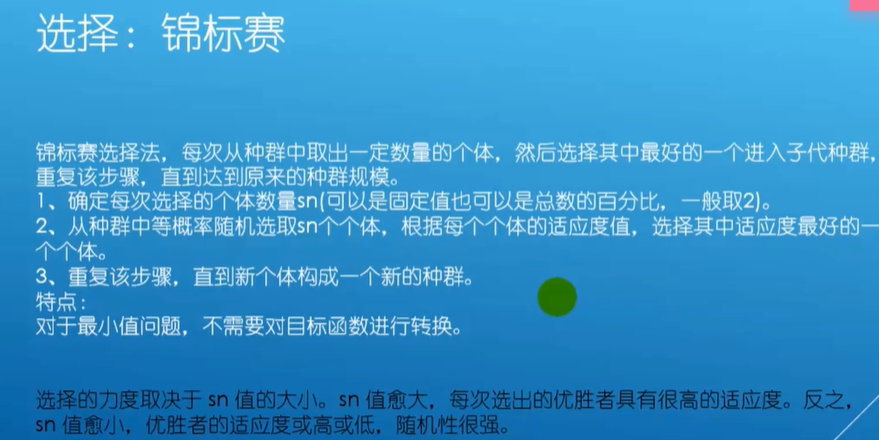 选择：锦标赛
锦标赛选择法，每次从种群中取出一定数量的个体，然后选择其中最好的一个进入子代种群，
重复该步骤，直到达到原来的种群规模。
1、确定每次选择的个体数量sn(可以是固定值也可以是总数的百分比，一般取2)。
2、从种群中等概率随机选取sn个个体，根据每个个体的适应度值，选择其中适应度最好的一
个个体。
3、重复该步骤，直到新个体构成一个新的种群。
特点：
对于最小值问题，不需要对目标函数进行转换。
选择的力度取决于 sn 值的大小。sn 值愈大，每次选出的优胜者具有很高的适应度。反之，
sn 值愈小，优胜者的适应度或高或低，随机性很强。